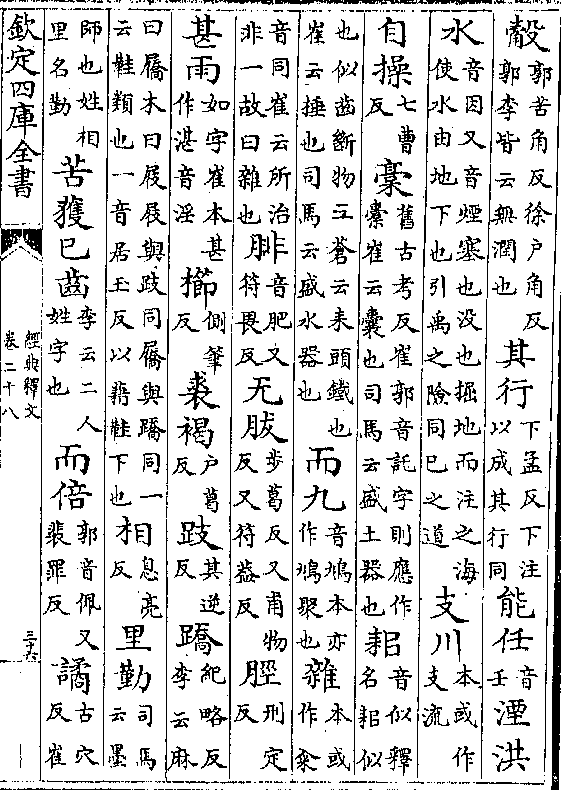 觳郭苦角反徐户角反郭李皆云無潤也其行下孟反下注以成其行同能任音壬湮洪
水音因又音煙塞也没也掘地而注之海使水由地下也引禹之險同已之道支川本或作支流
自操七曹反橐舊古考反崔郭音託字則應作橐崔云囊也司馬云盛土器也耜音似釋名耜似
也似齒斷物三蒼云耒頭鐵也崔云捶也司馬云盛水器也而九音鳩本亦作鳩聚也雜本或作籴
音同崔云所治非一故曰雜也腓音肥又符畏反无胈步葛反又甫物反又符蓋反脛刑定反
甚雨如字崔本甚作湛音淫櫛側筆反裘褐户葛反跂其逆反蹻紀略反李云麻
曰屩木曰屐屐與跂同屩與蹻同一云鞋類也一音居玉反以藉鞋下也相息亮反里勤司馬云墨
師也姓相里名勤苦獲已齒李云二人姓字也而倍郭音佩又裴罪反譎古穴反崔
欽定四庫全書
經典釋文
卷二十八
三十六